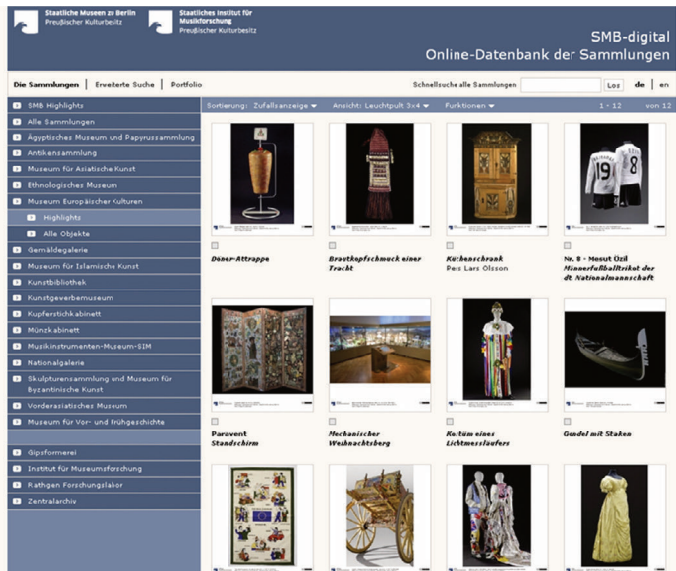 Staatliche Museen zu Berlin
Preußischer Kulturbesitz
Staatliches Institut für
Musikforschung
Preußischer Kulturbesitz
SMB-digital
Online-Datenbank der Sammlungen
Die Sammlungen | Erweiterte Suche | Portfolio
Schnellsuche alle Sammlungen
Los
de | en
SMB Highlights
Alle Sammlungen
Ägyptisches Museum und Papyrussammlung
Antikensammlung
Museum für Asiatische Kunst
Ethnologisches Museum
Museum Europäischer Kulturen
Highlights
Alle Objekte
Gemäldegalerie
Museum für Islamische Kunst
Kunstbibliothek
Kunstgewerbemuseum
Kupferstichkabinett
Münzkabinett
Musikinstrumenten-Museum-SIM
Nationalgalerie
Skulpturensammlung und Museum für
Byzantinische Kunst
Vorderasiatisches Museum
Museum für Vor- und Frühgeschichte
Gipsformerei
Institut für Museumsforschung
Rathgen Forschungslabor
Zentralarchiv
Sortierung: Zufallsanzeige
Ansicht: Leuchtpult 3x4
Funktionen
1 - 12 von 12
19
8
Döner-Attrappe
Brautkopfschmuck einer
Tracht
Küchenschrank
Pers Lars Olsson
Nr. 8 - Mesut Özil
Männerfußballtrikot der
dt Nationalmannschaft
Paravent
Standschirm
Mechanischer
Weihnachtsberg
Kostüm eines
Lichtmessläufers
Gondel mit Staken